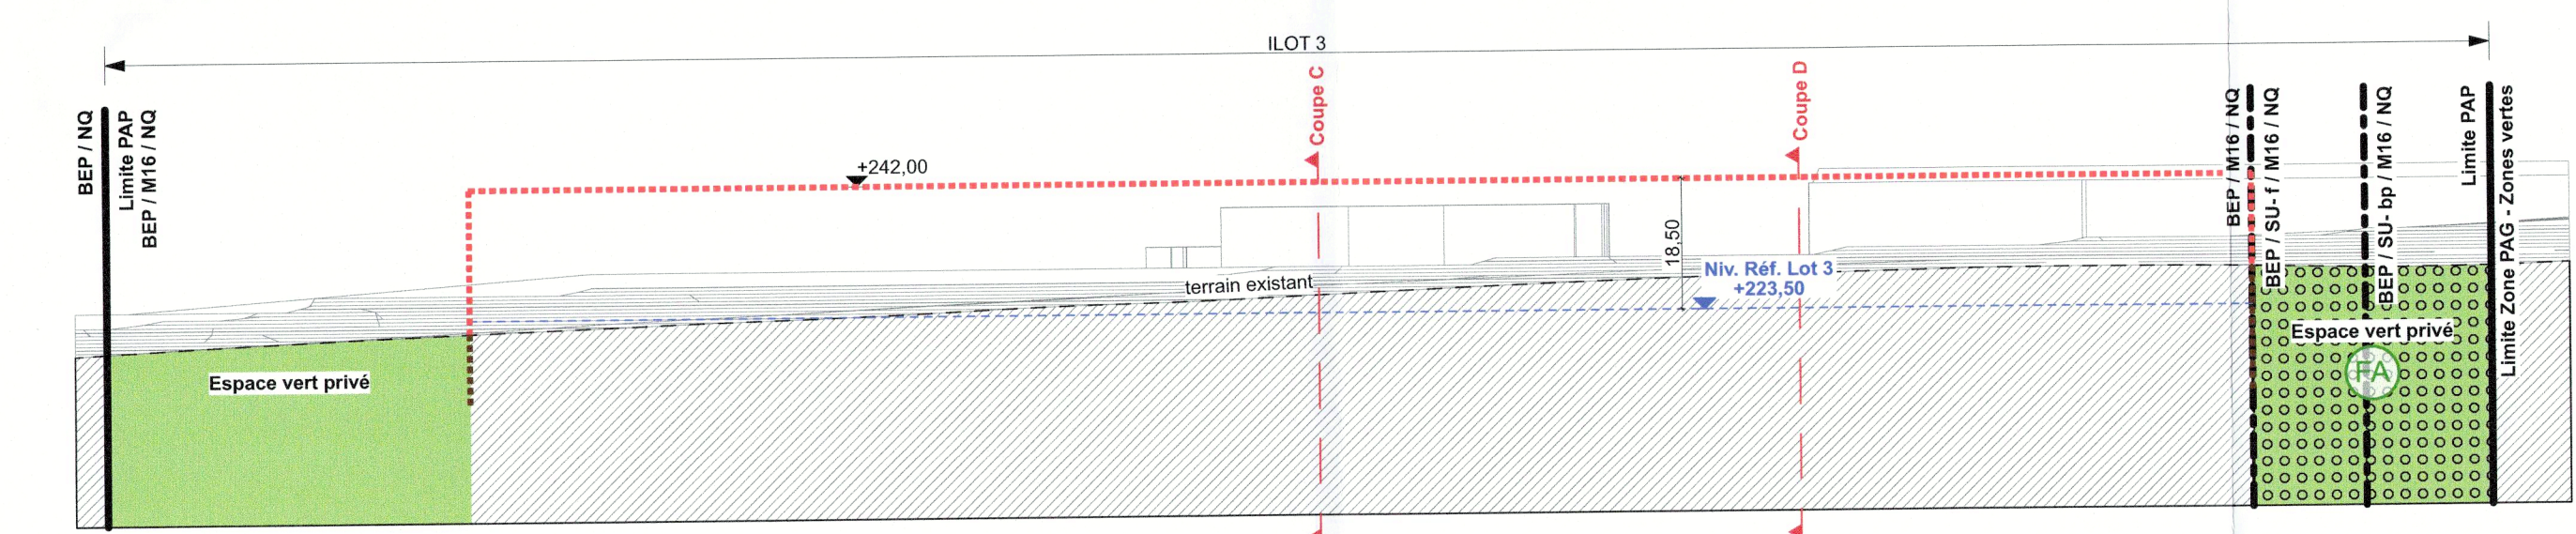 ILOT 3
BEP / NQ
Limite PAP
BEP / M16 / NQ
+242,00
Coupe C
Coupe D
18,50
terrain existant
Niv. Réf. Lot 3
+223,50
BEP / M16 / NQ
BEP / SU- f / M16 / NQ
BEP / SU- bp / M16 / NQ
Limite PAP
Limite Zone PAG - Zones vertes
Espace vert privé
Espace vert privé
FA